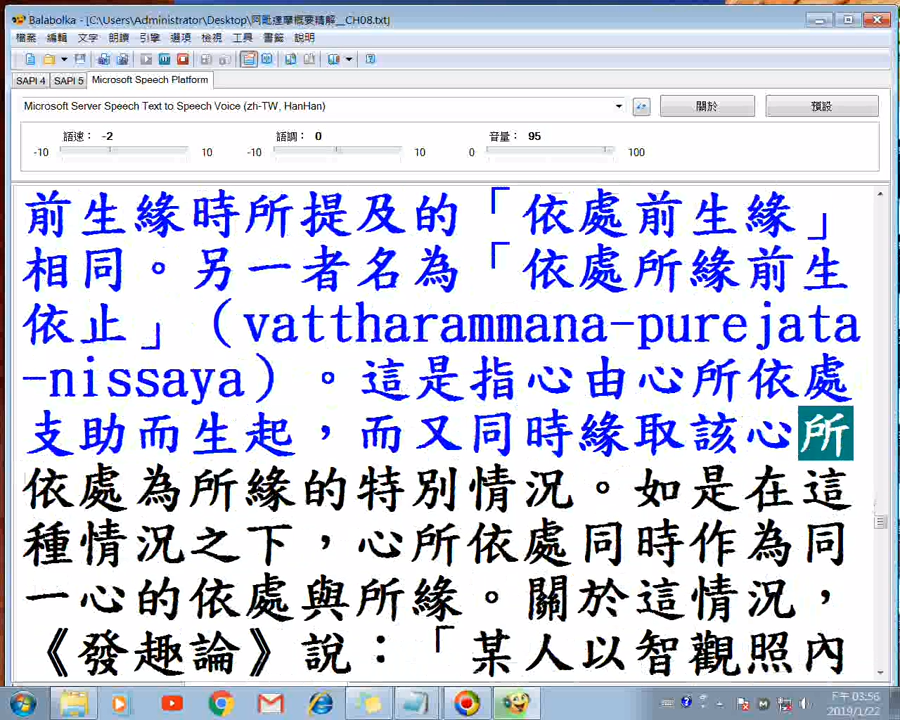 Balabolka - [C:\Users\Administrator\Desktop\阿毗達摩概要精解__CH08.txt]
檔案 編輯 文字 朗讀 引擎 選項 檢視 工具 書籤 說明
SAPI 4 SAPI 5 Microsoft Speech Platform
Microsoft Server Speech Text to Speech Voice (zh-TW, HanHan) 關於 預設
語速： -2 語調： 0 音量： 95
-10 10 -10 10 0 100
前生緣時所提及的「依處前生緣」
相同。另一者名為「依處所緣前生
依止」（vattharammana-purejata
-nissaya）。這是指心由心所依處
支助而生起，而又同時緣取該心所
依處為所緣的特別情況。如是在這
種情況之下，心所依處同時作為同
一心的依處與所緣。關於這情況，
《發趣論》說：「某人以智觀照內
下午 03:56
2019/1/22